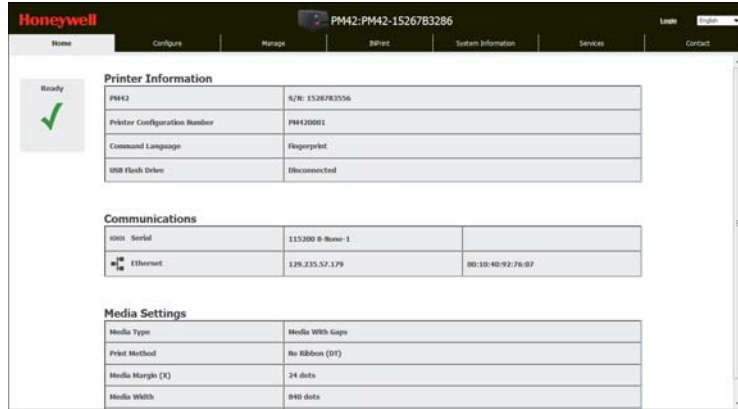 Honeywell PM42:PM42-15267B3286 Login English
Home Configure Manage INPrint System Information Services Contact
Ready
Printer Information
PM42 S/N: 15267B3556
Printer Configuration Number PM420001
Command Language Fingerprint
USB Flash Drive Disconnected
Communications
Serial 115200 8-None-1
Ethernet 129.235.57.179 00:10:40:92:76:07
Media Settings
Media Type Media With Gaps
Print Method No Ribbon (DT)
Media Margin (X) 24 dots
Media Width 840 dots